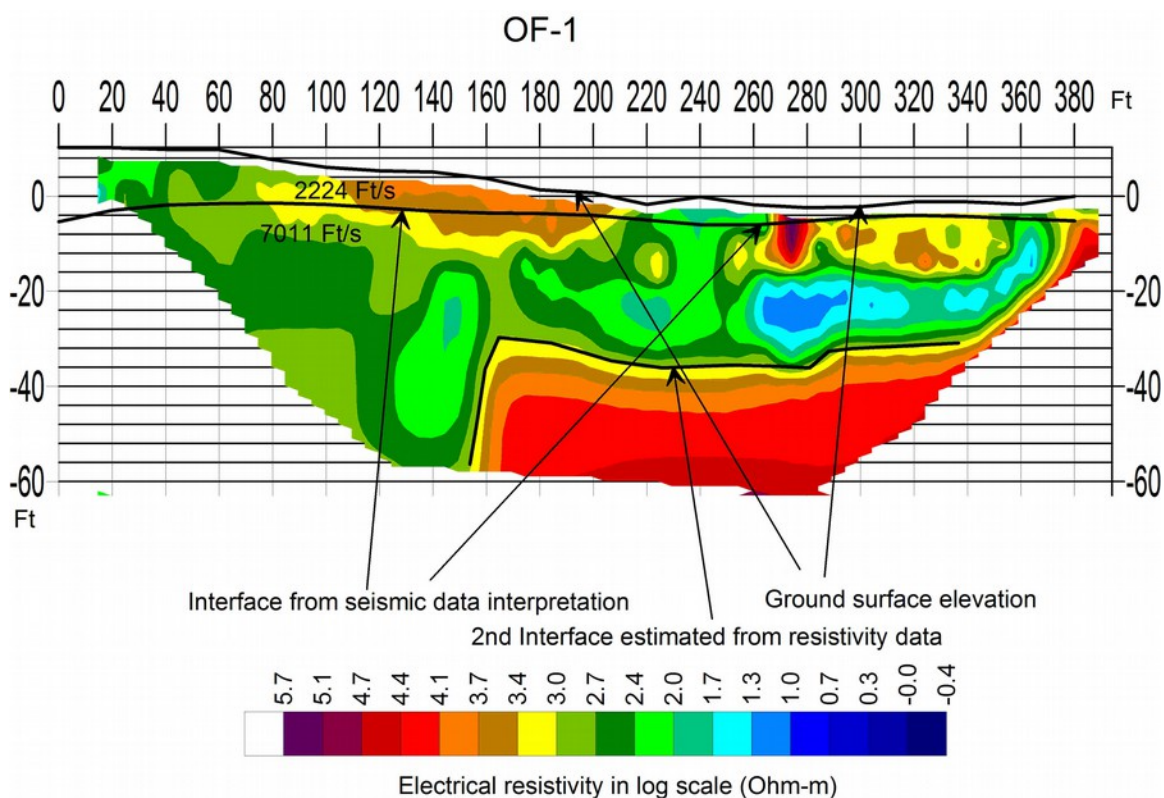 OF-1
0 20 40 60 80 100 120 140 160 180 200 220 240 260 280 300 320 340 360 380 Ft
0 2224 Ft/s 0
7011 Ft/s
-20 -20
-40 -40
-60 -60
Ft
Interface from seismic data interpretation Ground surface elevation
2nd Interface estimated from resistivity data
5.7 5.1 4.7 4.4 4.1 3.7 3.4 3.0 2.7 2.4 2.0 1.7 1.3 1.0 0.7 0.3 -0.0 -0.4
Electrical resistivity in log scale (Ohm-m)